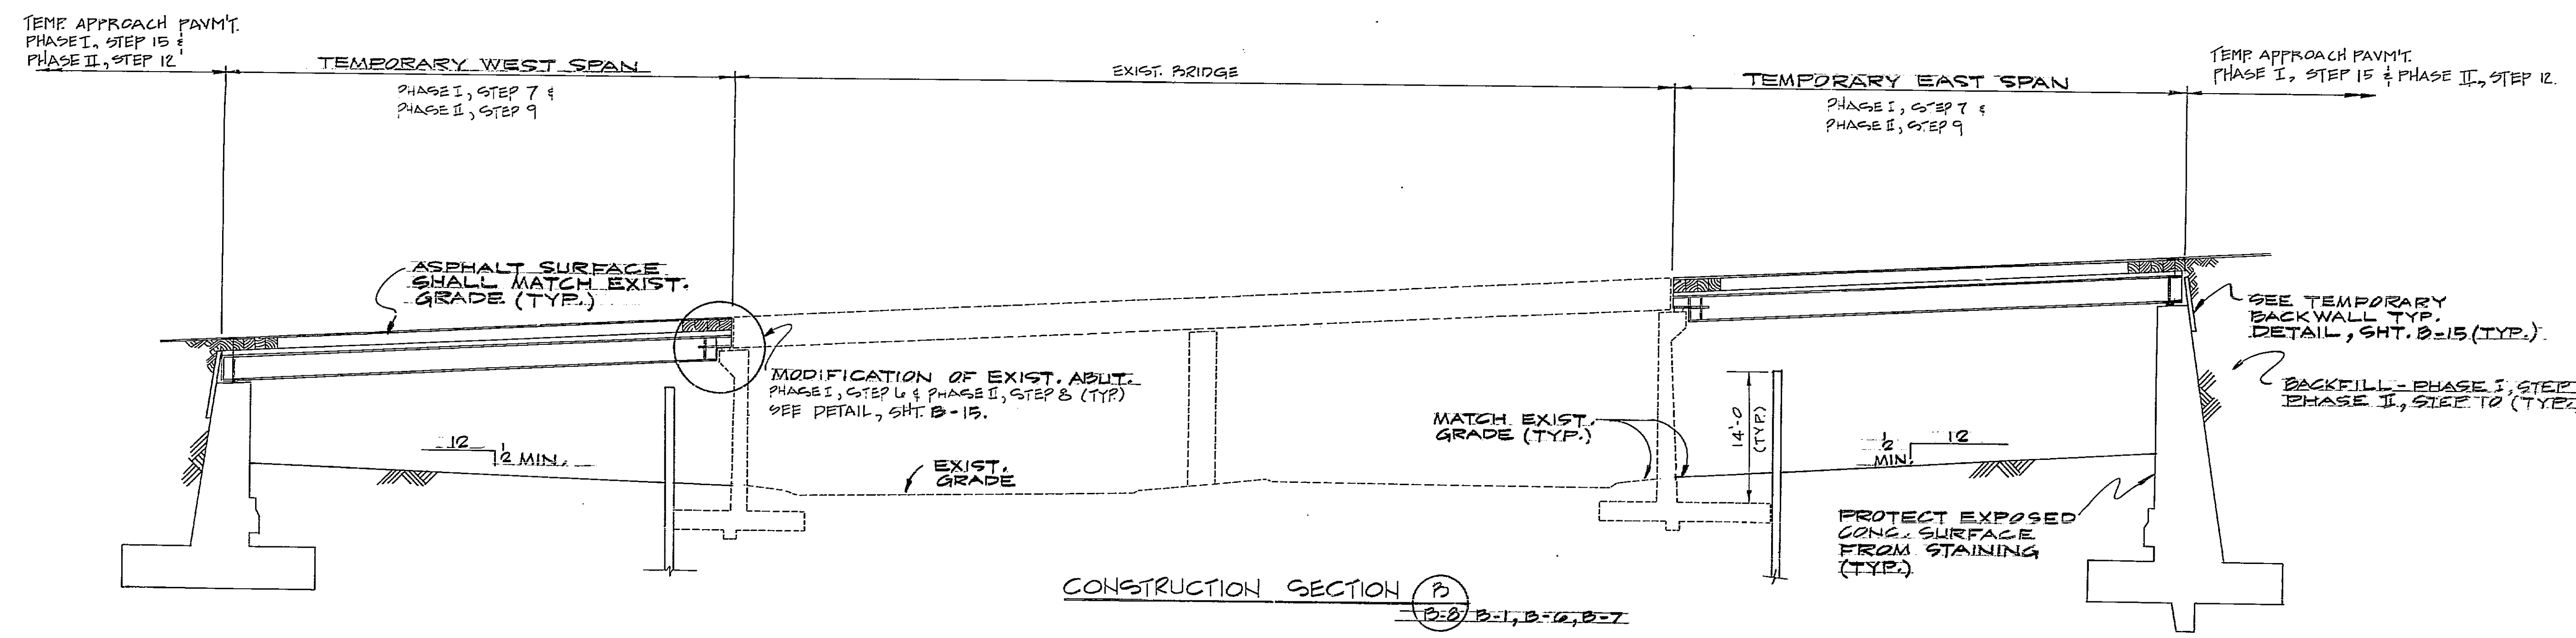 TEMP. APPROACH PAVM'T.
PHASE I, STEP 15 &
PHASE II, STEP 12
TEMPORARY WEST SPAN
PHASE I, STEP 7 &
PHASE II, STEP 9
EXIST. BRIDGE
TEMPORARY EAST SPAN
PHASE I, STEP 7 &
PHASE II, STEP 9
TEMP. APPROACH PAVM'T.
PHASE I, STEP 15 & PHASE II, STEP 12.
ASPHALT SURFACE
SHALL MATCH EXIST.
GRADE (TYP.)
MODIFICATION OF EXIST. ABUT.
PHASE I, STEP 6 & PHASE II, STEP 8 (TYP)
SEE DETAIL, SHT. B-15.
SEE TEMPORARY
BACKWALL TYP.
DETAIL, SHT. B-15 (TYP.)
BACKFILL - PHASE I, STEP
PHASE II, STEP 10 (TYP.
MATCH EXIST.
GRADE (TYP.)
14'-0
(TYP.)
12
1/2 MIN.
EXIST.
GRADE
1/2
MIN.
12
PROTECT EXPOSED
CONC. SURFACE
FROM STAINING
(TYP.)
CONSTRUCTION SECTION B
B-8 B-1, B-6, B-7